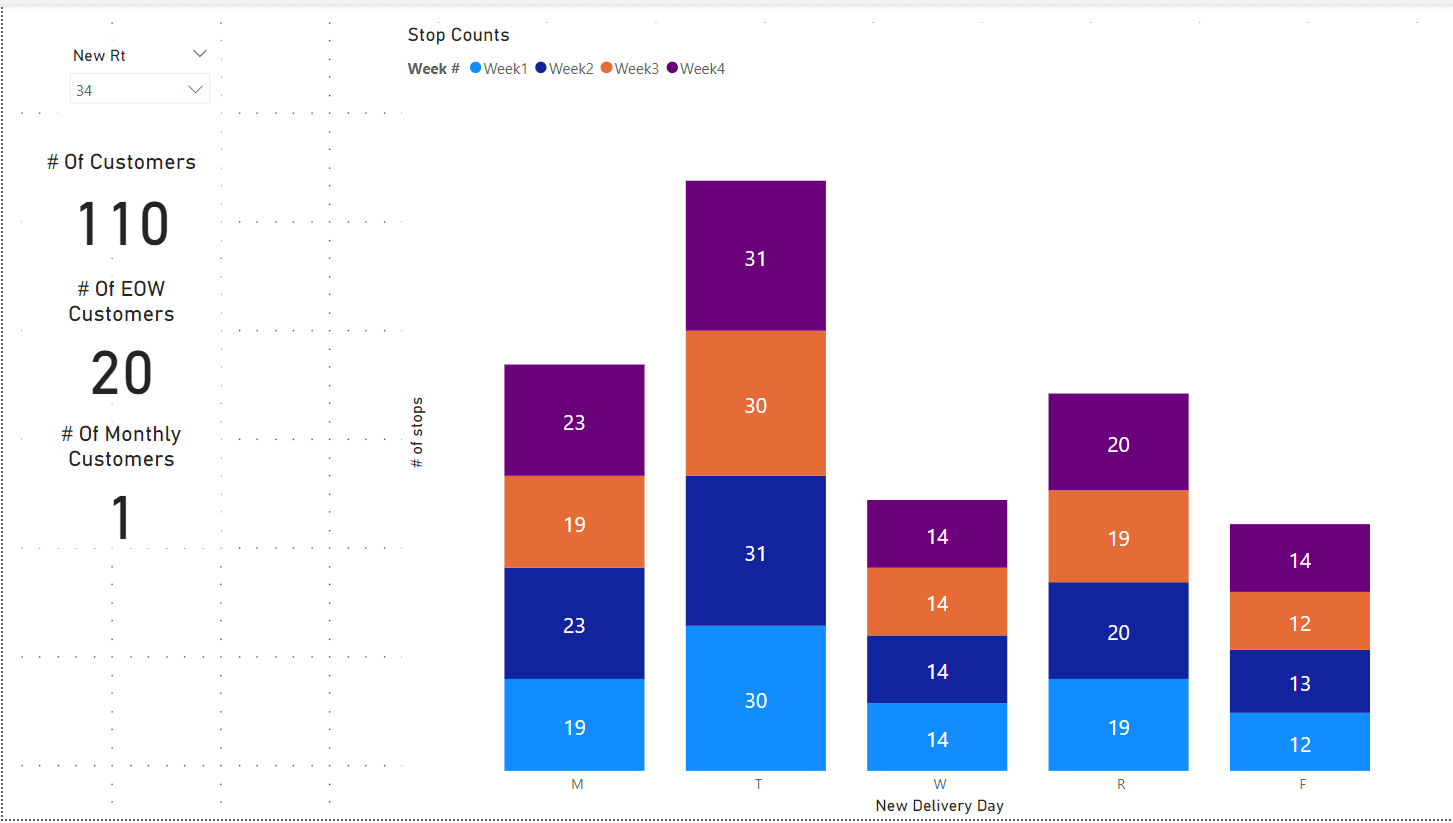 New Rt
34
# Of Customers
110
# Of EOW
Customers
20
# Of Monthly
Customers
1
Stop Counts
Week # Week1 Week2 Week3 Week4
# of stops
23
19
23
19
31
30
31
30
14
14
14
14
20
19
20
19
14
12
13
12
M T W R F
New Delivery Day